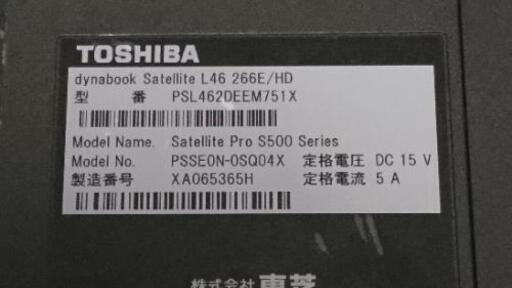 TOSHIBA
dynabook Satellite L46 266E/HD
型 番 PSL462DEEM751X
Model Name. Satellite Pro S500 Series
Model No. PSSE0N-0SQ04X 定格電圧 DC 15 V
製造番号 XA065365H 定格電流 5 A
株式会社 東芝